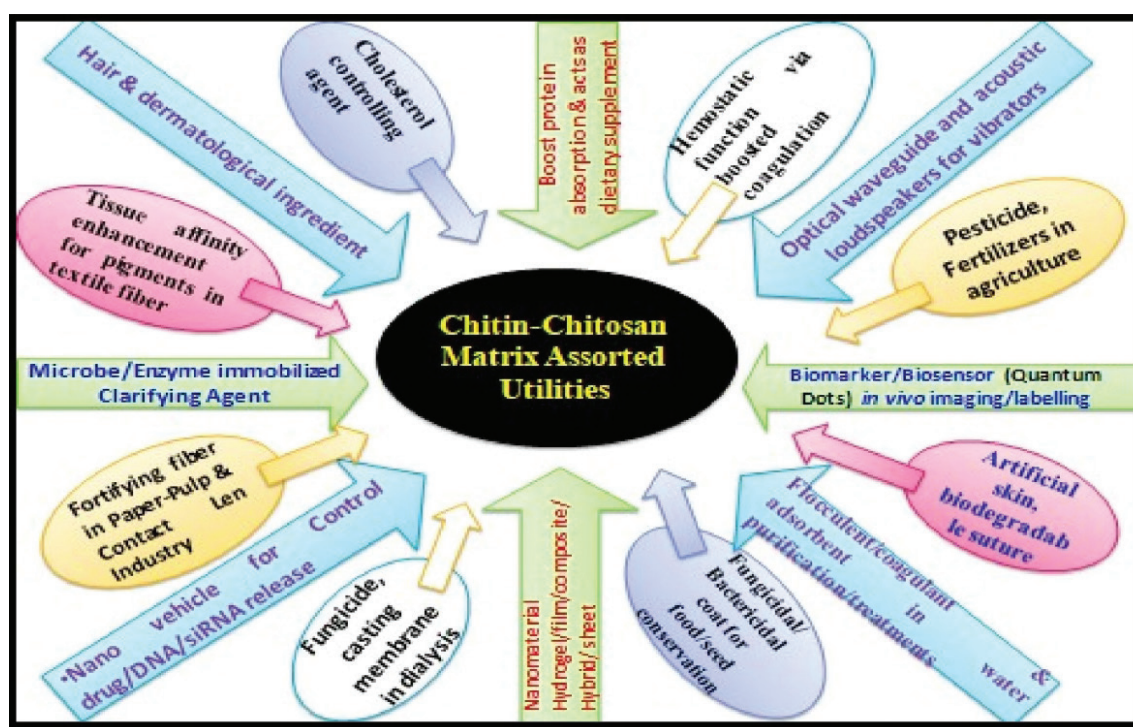 Hair & dermatological ingredient
Cholesterol
controlling
agent
Boost protein
absorption & acts as
dietary supplement
Hemostatic via
function
boosted
coagulation
Optical waveguide and acoustic
loudspeakers for vibrators
Tissue affinity
enhancement
for pigments in
textile fiber
Pesticide,
Fertilizers in
agriculture
Chitin-Chitosan
Matrix Assorted
Utilities
Microbe/Enzyme immobilized
Clarifying Agent
Biomarker/Biosensor (Quantum
Dots) in vivo imaging/labelling
Fortifying fiber
in Paper-Pulp &
Contact Len
Industry
Artificial
skin,
biodegradab
le suture
•Nano vehicle for Control
drug/DNA/siRNA release
Fungicide,
casting
membrane
in dialysis
Nanomaterial
Hydrogel/film/composite/
Hybrid/ sheet
Fungicidal/
Bactericidal
coat for
food/seed
conservation
Flocculent/coagulant &
adsorbent in water
purification/treatments